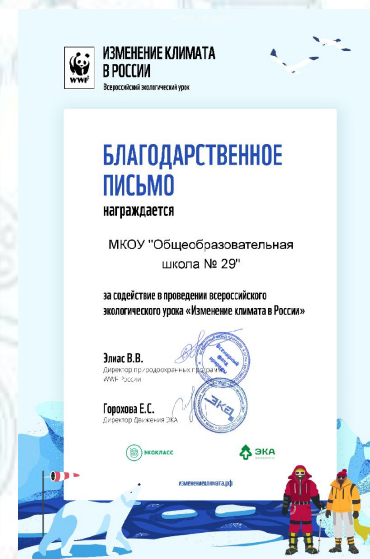 ИЗМЕНЕНИЕ КЛИМАТА
В РОССИИ
Всероссийский экологический урок
WWF
БЛАГОДАРСТВЕННОЕ
ПИСЬМО
награждается
МКОУ "Общеобразовательная
школа № 29"
за содействие в проведении всероссийского
экологического урока «Изменение климата в России»
Элиас В.В.
Директор природоохранных программ
WWF России
Горохова Е.С.
Директор Движения ЭКА
ЭКА
ЭКОКЛАСС
ЭКА
изменениеклимата.рф